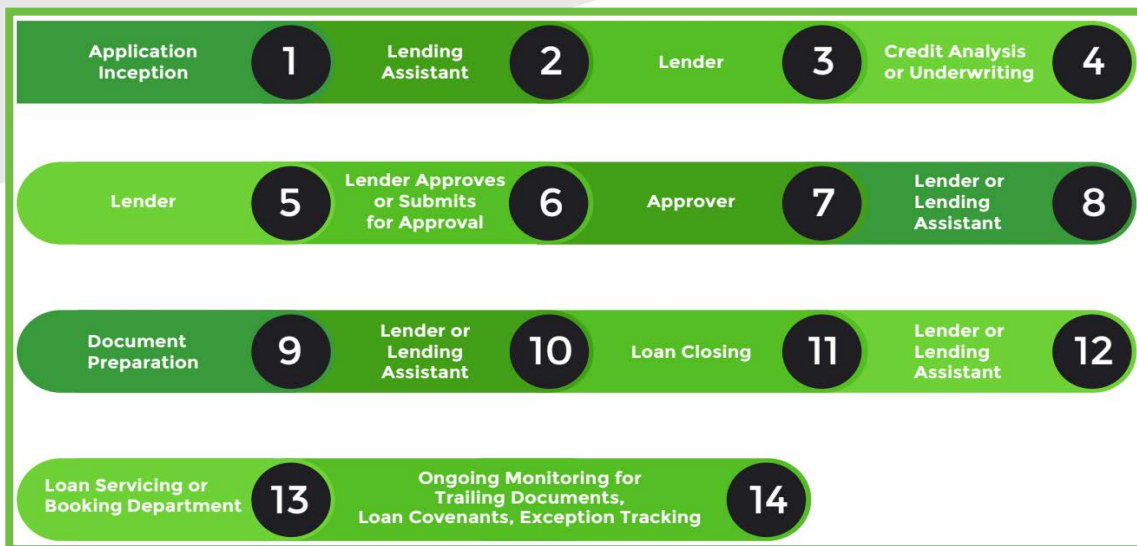 Application
Inception
1
Lending
Assistant
2
Lender
3
Credit Analysis
or Underwriting
4
Lender
5
Lender Approves
or Submits
for Approval
6
Approver
7
Lender or
Lending
Assistant
8
Document
Preparation
9
Lender or
Lending
Assistant
10
Loan Closing
11
Lender or
Lending
Assistant
12
Loan Servicing or
Booking Department
13
Ongoing Monitoring for
Trailing Documents,
Loan Covenants, Exception Tracking
14